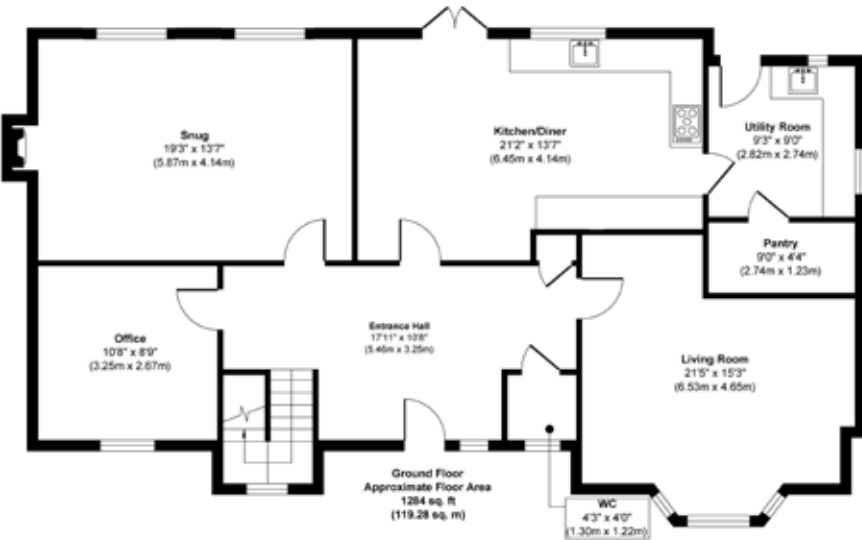 Snug
19'3" x 13'7"
(5.87m x 4.14m)
Kitchen/Diner
21'2" x 13'7"
(6.45m x 4.14m)
Utility Room
9'3" x 9'0"
(2.82m x 2.74m)
Pantry
9'0" x 4'4"
(2.74m x 1.23m)
Office
10'8" x 8'9"
(3.25m x 2.67m)
Entrance Hall
17'11" x 10'8"
(5.46m x 3.25m)
Living Room
21'5" x 15'3"
(6.53m x 4.65m)
Ground Floor
Approximate Floor Area
1284 sq. ft
(119.28 sq. m)
WC
4'3" x 4'0"
(1.30m x 1.22m)